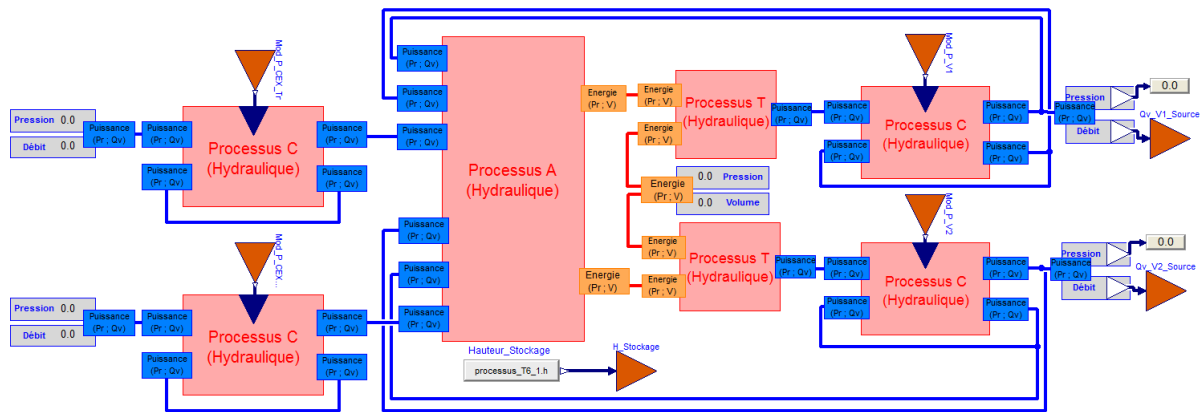 Mod_P_CEX_Tr
Pression 0.0
Débit 0.0
Puissance
(Pr ; Qv)
Puissance
(Pr ; Qv)
Puissance
(Pr ; Qv)
Processus C
(Hydraulique)
Puissance
(Pr ; Qv)
Puissance
(Pr ; Qv)
Mod_P_CEX...
Pression 0.0
Débit 0.0
Puissance
(Pr ; Qv)
Puissance
(Pr ; Qv)
Puissance
(Pr ; Qv)
Processus C
(Hydraulique)
Puissance
(Pr ; Qv)
Puissance
(Pr ; Qv)
Puissance
(Pr ; Qv)
Puissance
(Pr ; Qv)
Puissance
(Pr ; Qv)
Puissance
(Pr ; Qv)
Puissance
(Pr ; Qv)
Puissance
(Pr ; Qv)
Processus A
(Hydraulique)
Energie
(Pr ; V)
Energie
(Pr ; V)
Energie
(Pr ; V)
Energie
(Pr ; V)
Processus T
(Hydraulique)
Puissance
(Pr ; Qv)
Energie
(Pr ; V)
0.0 Pression
0.0 Volume
Energie
(Pr ; V)
Energie
(Pr ; V)
Processus T
(Hydraulique)
Puissance
(Pr ; Qv)
Hauteur_Stockage
processus_T6_1.h
H_Stockage
Mod_P_V1
Puissance
(Pr ; Qv)
Puissance
(Pr ; Qv)
Processus C
(Hydraulique)
Puissance
(Pr ; Qv)
Puissance
(Pr ; Qv)
Puissance
(Pr ; Qv)
Pression
Débit
0.0
Qv_V1_Source
Mod_P_V2
Puissance
(Pr ; Qv)
Puissance
(Pr ; Qv)
Processus C
(Hydraulique)
Puissance
(Pr ; Qv)
Puissance
(Pr ; Qv)
Puissance
(Pr ; Qv)
Pression
Débit
0.0
Qv_V2_Source